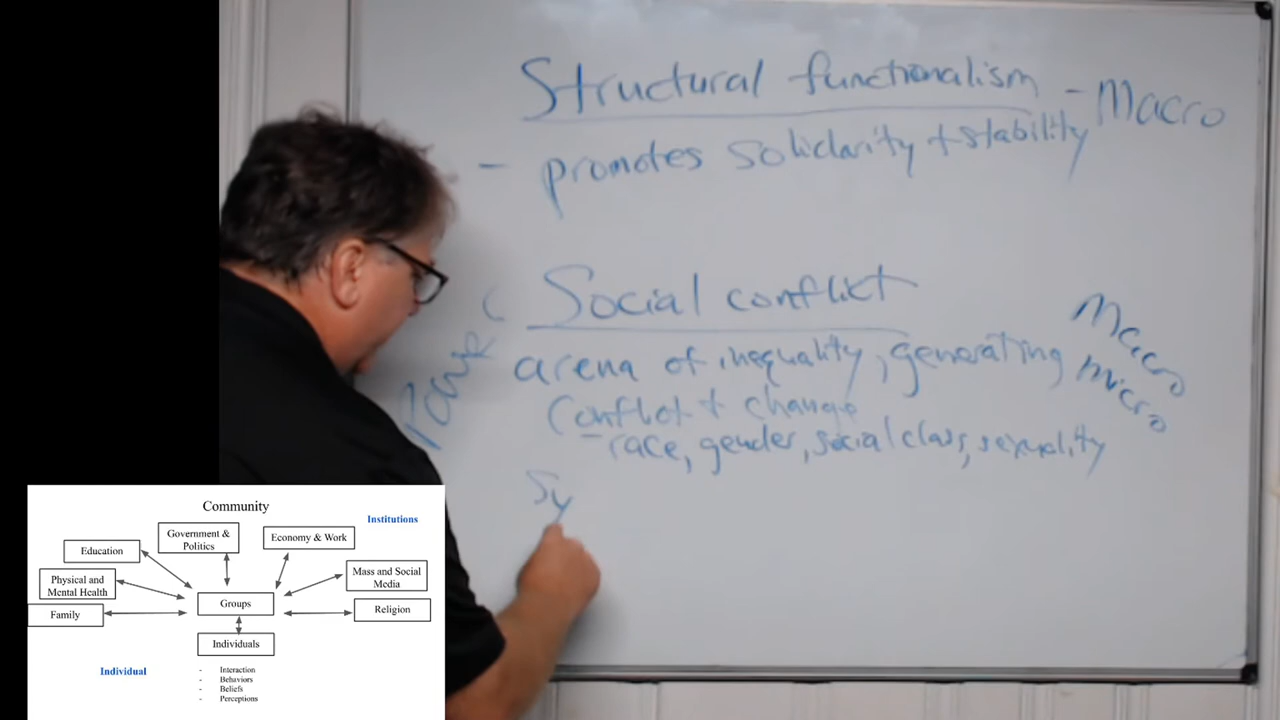 Structural functionalism - Macro
- promotes solidarity + stability
Social conflict
Power
Macro
micro
arena of inequality, generating
Conflict + change
- race, gender, social class, sexuality
Sy
Community
Institutions
Government &
Politics
Economy & Work
Education
Mass and Social
Media
Physical and
Mental Health
Groups
Religion
Family
Individuals
Individual
- Interaction
- Behaviors
- Beliefs
- Perceptions